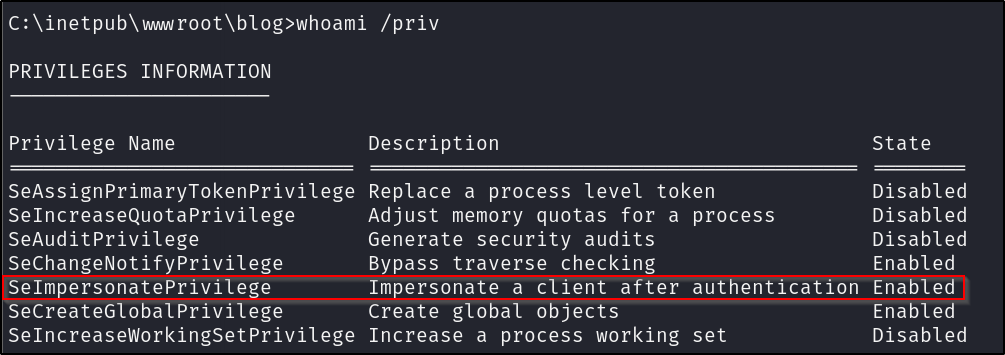 C:\inetpub\wwwroot\blog>whoami /priv
PRIVILEGES INFORMATION
----------------------
Privilege Name Description State
============================= ========================================= ========
SeAssignPrimaryTokenPrivilege Replace a process level token Disabled
SeIncreaseQuotaPrivilege Adjust memory quotas for a process Disabled
SeAuditPrivilege Generate security audits Disabled
SeChangeNotifyPrivilege Bypass traverse checking Enabled
SeImpersonatePrivilege Impersonate a client after authentication Enabled
SeCreateGlobalPrivilege Create global objects Enabled
SeIncreaseWorkingSetPrivilege Increase a process working set Disabled